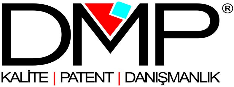 DMP®
KALİTE | PATENT | DANIŞMANLIK